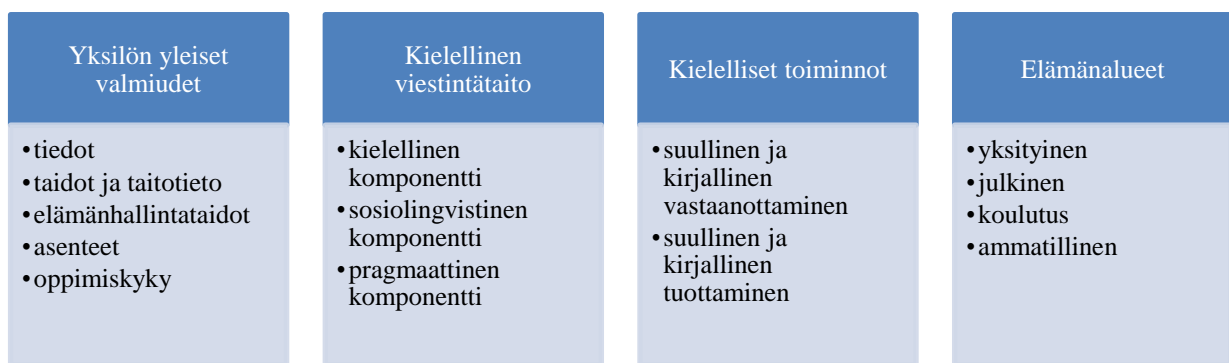 Yksilön yleiset
valmiudet
•tiedot
•taidot ja taitotieto
•elämänhallintataidot
•asenteet
•oppimiskyky
Kielellinen
viestintätaito
•kielellinen
komponentti
•sosiolingvistinen
komponentti
•pragmaattinen
komponentti
Kielelliset toiminnot
•suullinen ja
kirjallinen
vastaanottaminen
•suullinen ja
kirjallinen
tuottaminen
Elämänalueet
•yksityinen
•julkinen
•koulutus
•ammatillinen